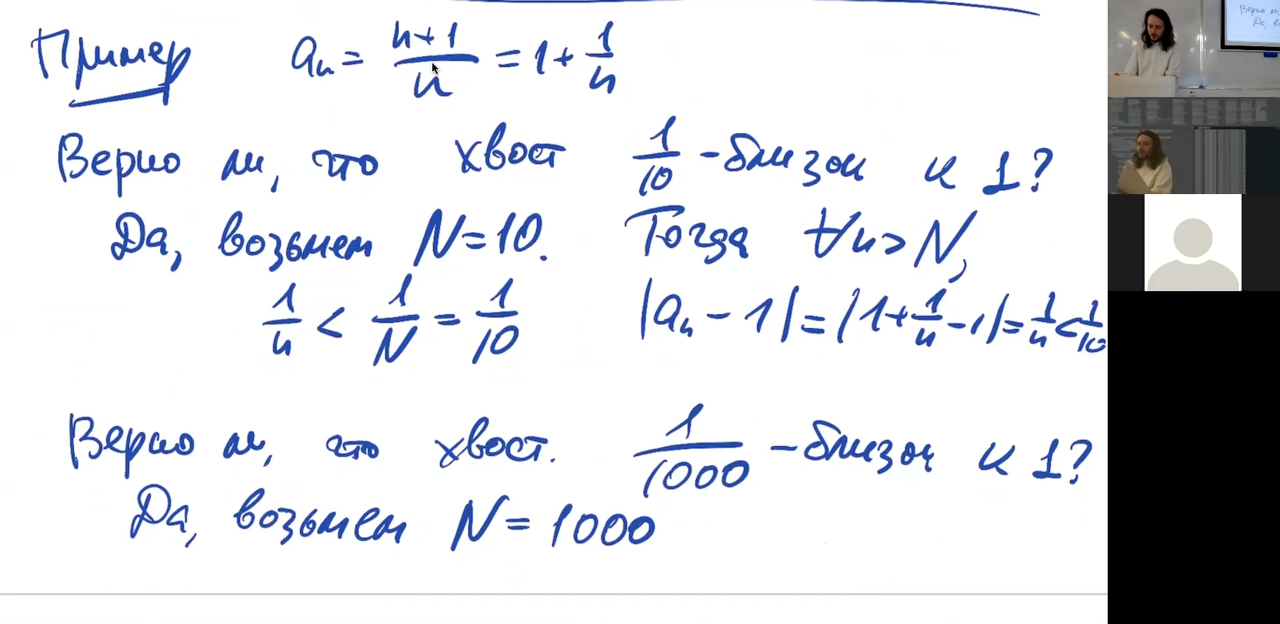 Пример aₙ = (n+1)/n = 1 + 1/n
Верно ли, что хвост 1/10 - близок к 1?
Да, возьмем N=10. Тогда ∀n>N,
1/n < 1/N = 1/10 |aₙ - 1| = |1 + 1/n - 1| = 1/n < 1/10
Верно ли, что хвост. 1/1000 - близок к 1?
Да, возьмем N = 1000